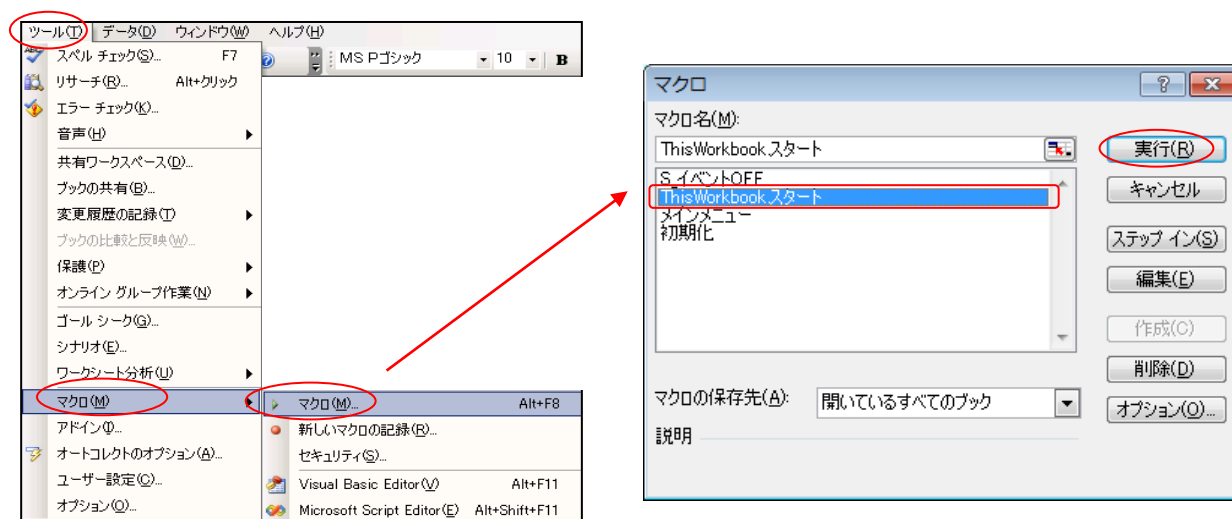 ツール(T) データ(D) ウィンドウ(W) ヘルプ(H)
MS Pゴシック 10 B
スペル チェック(S)... F7
リサーチ(R)... Alt+クリック
エラー チェック(K)...
音声(H)
共有ワークスペース(D)...
ブックの共有(B)...
変更履歴の記録(T)
ブックの比較と反映(W)...
保護(P)
オンライン グループ作業(N)
ゴール シーク(G)...
シナリオ(E)...
ワークシート分析(U)
マクロ(M)
アドイン(I)...
オートコレクトのオプション(A)...
ユーザー設定(C)...
オプション(O)...
マクロ(M)... Alt+F8
新しいマクロの記録(R)...
セキュリティ(S)...
Visual Basic Editor(V) Alt+F11
Microsoft Script Editor(E) Alt+Shift+F11
マクロ
マクロ名(M):
ThisWorkbook.スタート
S_イベントOFF
ThisWorkbook.スタート
メインメニュー
初期化
マクロの保存先(A): 開いているすべてのブック
説明
実行(R)
キャンセル
ステップ イン(S)
編集(E)
作成(C)
削除(D)
オプション(O)...